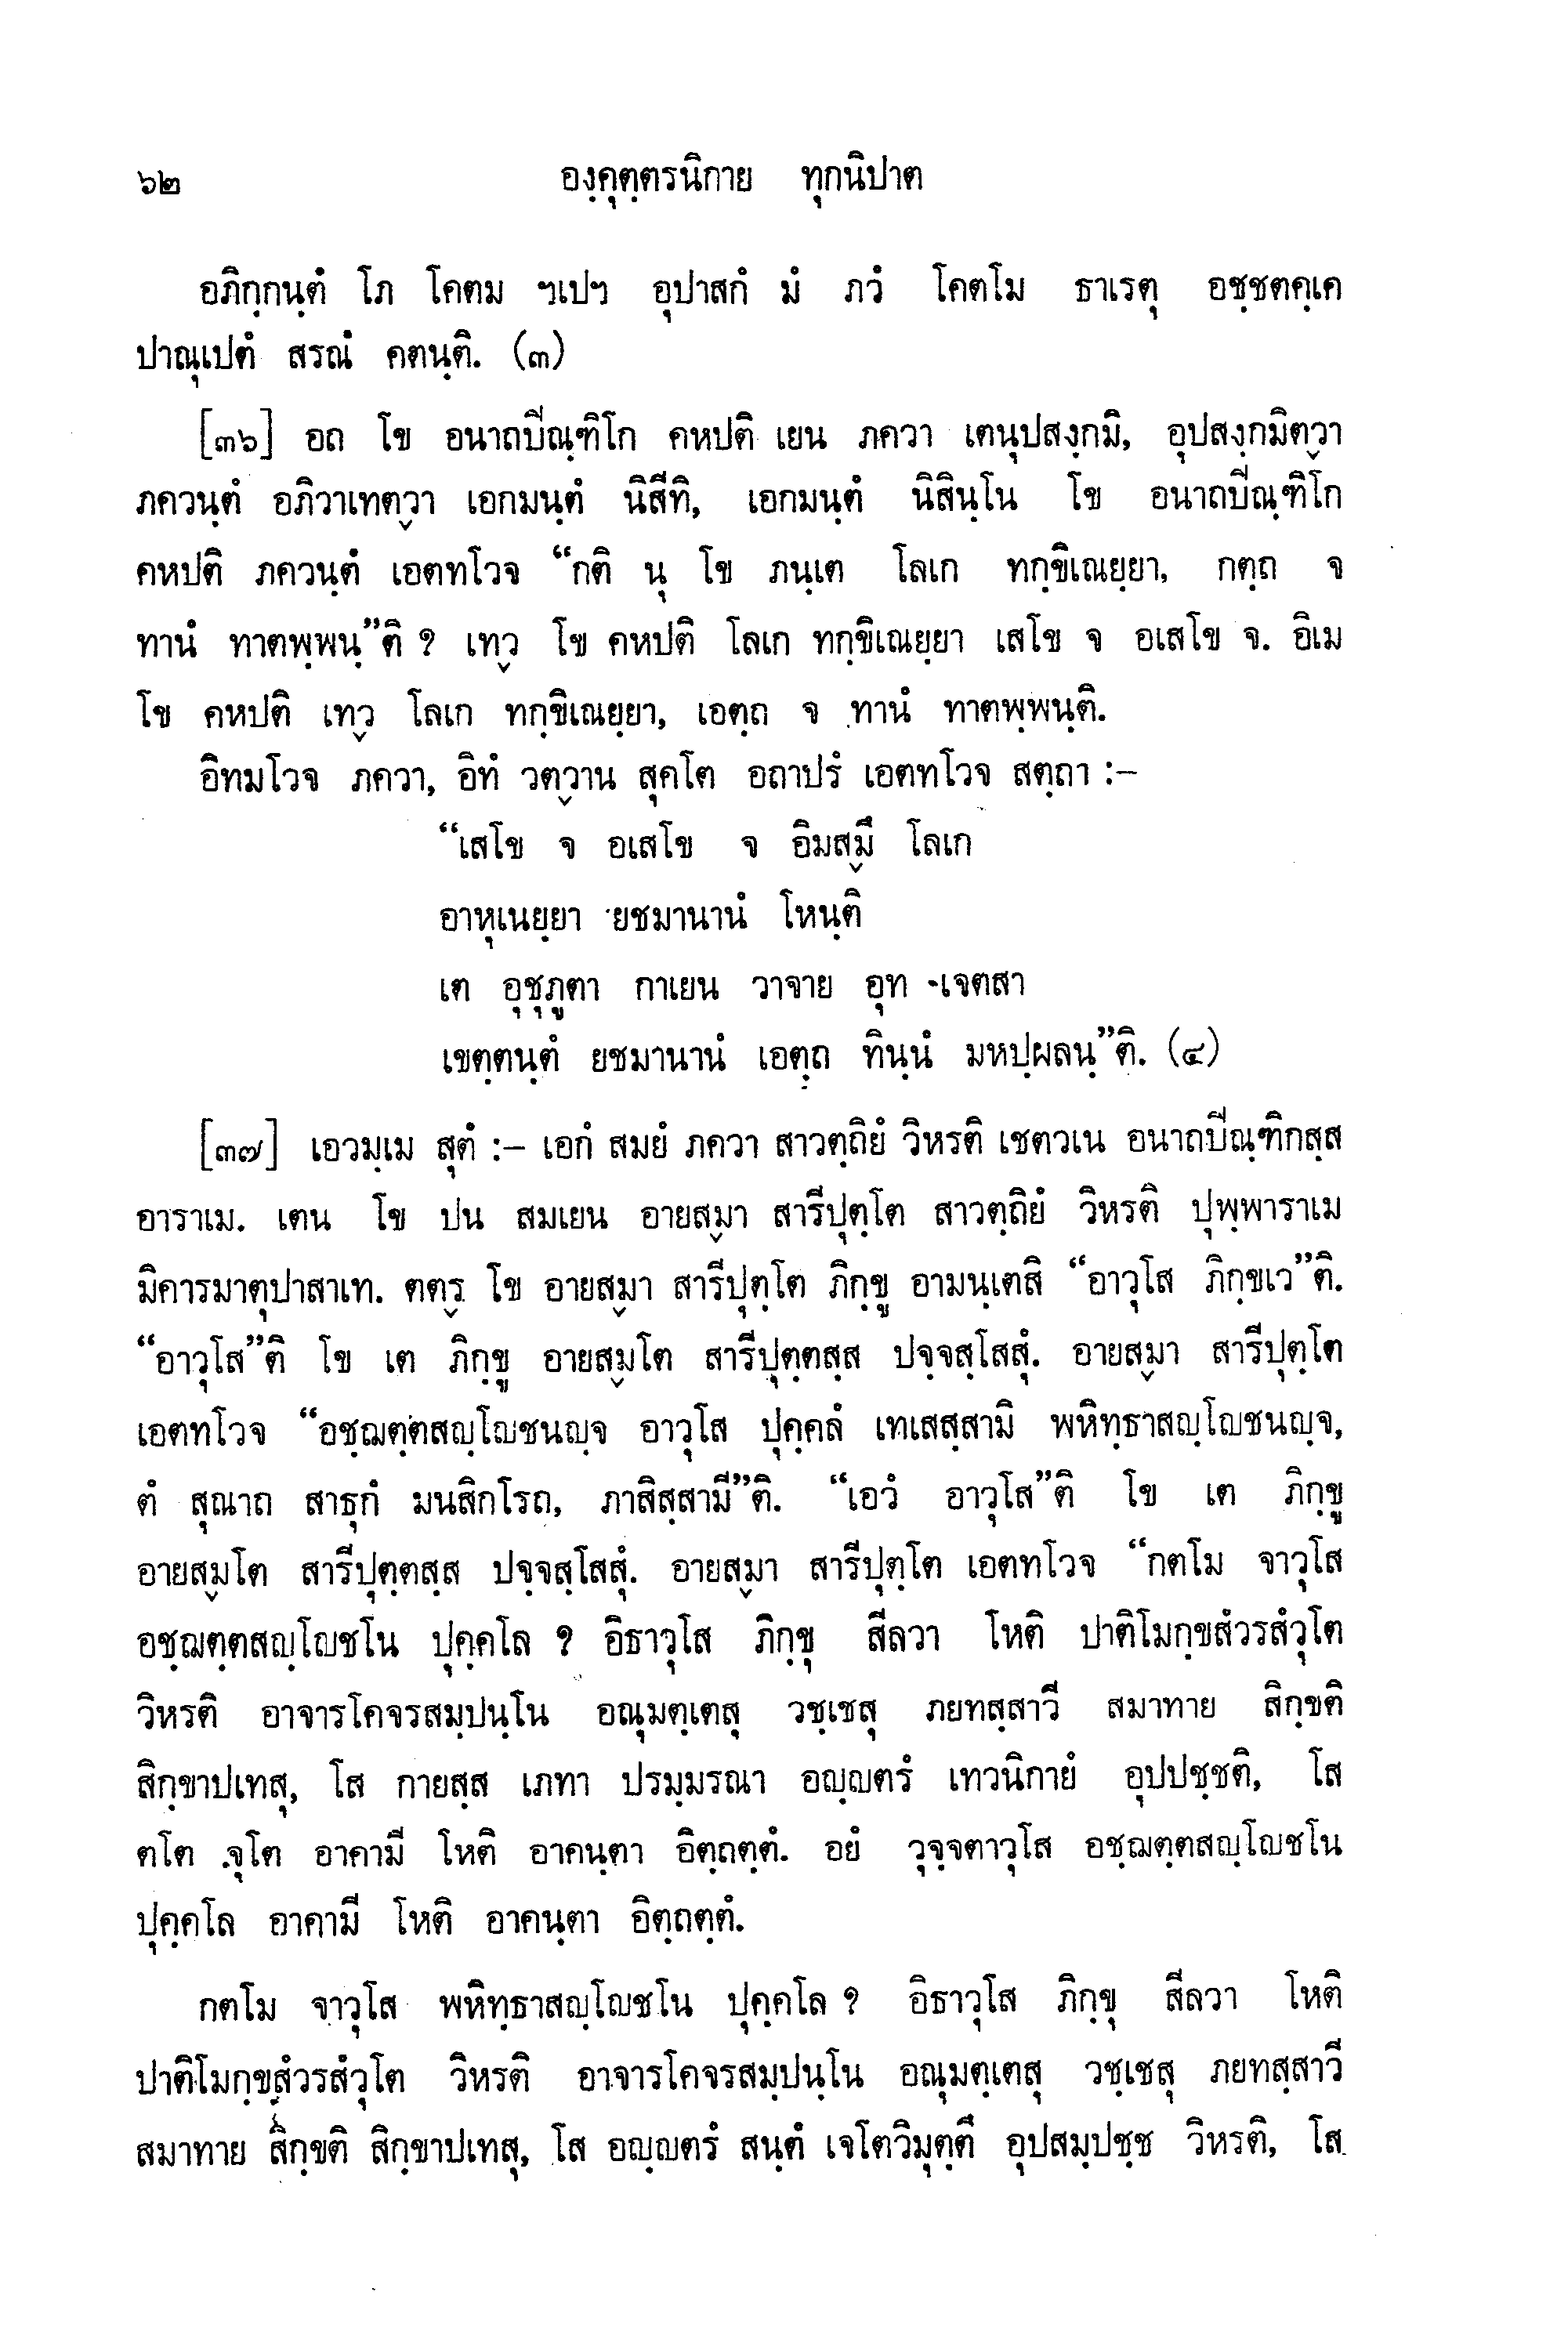 ๖๒ องฺคุตฺตรนิกาย ทุกนิปาต
อภิกฺกนฺตํ โภ โคตม ฯเปฯ อุปาสกํ มํ ภวํ โคตโม ธาเรตุ อชฺชตคฺเค
ปาณุเปตํ สรณํ คตนฺติ. (๓)
[๓๖] อถ โข อนาถบิณฺฑิโก คหปติ เยน ภควา เตนุปสงฺกมิ, อุปสงฺกมิตฺวา
ภควนฺตํ อภิวาเทตฺวา เอกมนฺตํ นิสีทิ, เอกมนฺตํ นิสินฺโน โข อนาถบิณฺฑิโก
คหปติ ภควนฺตํ เอตทโวจ “กติ นุ โข ภนฺเต โลเก ทกฺขิเณยฺยา, กตฺถ จ
ทานํ ทาตพฺพนฺ”ติ ? เทฺว โข คหปติ โลเก ทกฺขิเณยฺยา เสโข จ อเสโข จ. อิเม
โข คหปติ เทฺว โลเก ทกฺขิเณยฺยา, เอตฺถ จ ทานํ ทาตพฺพนฺติ.
อิทมโวจ ภควา, อิทํ วตฺวาน สุคโต อถาปรํ เอตทโวจ สตฺถา :–
“เสโข จ อเสโข จ อิมสฺมึ โลเก
อาหุเนยฺยา ยชมานานํ โหนฺติ
เต อุชุภูตา กาเยน วาจาย อุท เจตสา
เขตฺตนฺตํ ยชมานานํ เอตฺถ ทินฺนํ มหปฺผลนฺ”ติ. (๔)
[๓๗] เอวมฺเม สุตํ :– เอกํ สมยํ ภควา สาวตฺถิยํ วิหรติ เชตวเน อนาถบิณฺฑิกสฺส
อาราเม. เตน โข ปน สมเยน อายสฺมา สารีปุตฺโต สาวตฺถิยํ วิหรติ ปุพฺพาราเม
มิคารมาตุปาสาเท. ตตฺร โข อายสฺมา สารีปุตฺโต ภิกฺขู อามนฺเตสิ “อาวุโส ภิกฺขเว”ติ.
“อาวุโส”ติ โข เต ภิกฺขู อายสฺมโต สารีปุตฺตสฺส ปจฺจสฺโสสุํ. อายสฺมา สารีปุตฺโต
เอตทโวจ “อชฺฌตฺตสญฺโญชนญฺจ อาวุโส ปุคฺคลํ เทเสสฺสามิ พหิทฺธาสญฺโญชนญฺจ,
ตํ สุณาถ สาธุกํ มนสิกโรถ, ภาสิสฺสามี”ติ. “เอวํ อาวุโส”ติ โข เต ภิกฺขู
อายสฺมโต สารีปุตฺตสฺส ปจฺจสฺโสสุํ. อายสฺมา สารีปุตฺโต เอตทโวจ “กตโม จาวุโส
อชฺฌตฺตสญฺโญชโน ปุคฺคโล ? อิธาวุโส ภิกฺขุ สีลวา โหติ ปาติโมกฺขสํวรสํวุโต
วิหรติ อาจารโคจรสมฺปนฺโน อณุมตฺเตสุ วชฺเชสุ ภยทสฺสาวี สมาทาย สิกฺขติ
สิกฺขาปเทสุ, โส กายสฺส เภทา ปรมฺมรณา อญฺญตรํ เทวนิกายํ อุปปชฺชติ, โส
ตโต จุโต อาคามี โหติ อาคนฺตา อิตฺถตฺตํ. อยํ วุจฺจตาวุโส อชฺฌตฺตสญฺโญชโน
ปุคฺคโล อาคามี โหติ อาคนฺตา อิตฺถตฺตํ.
กตโม จาวุโส พหิทฺธาสญฺโญชโน ปุคฺคโล ? อิธาวุโส ภิกฺขุ สีลวา โหติ
ปาติโมกฺขสํวรสํวุโต วิหรติ อาจารโคจรสมฺปนฺโน อณุมตฺเตสุ วชฺเชสุ ภยทสฺสาวี
สมาทาย สิกฺขติ สิกฺขาปเทสุ, โส อญฺญตรํ สนฺตํ เจโตวิมุตฺตึ อุปสมฺปชฺช วิหรติ, โส